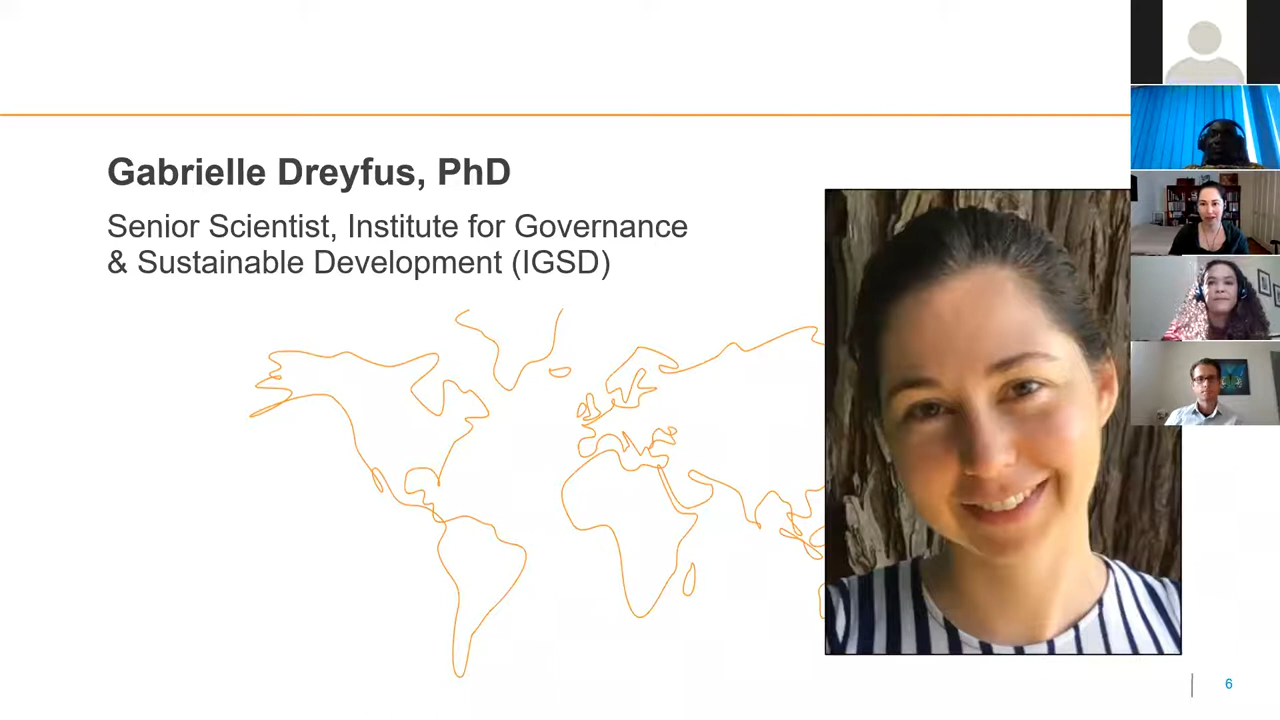 Gabrielle Dreyfus, PhD
Senior Scientist, Institute for Governance
& Sustainable Development (IGSD)
6